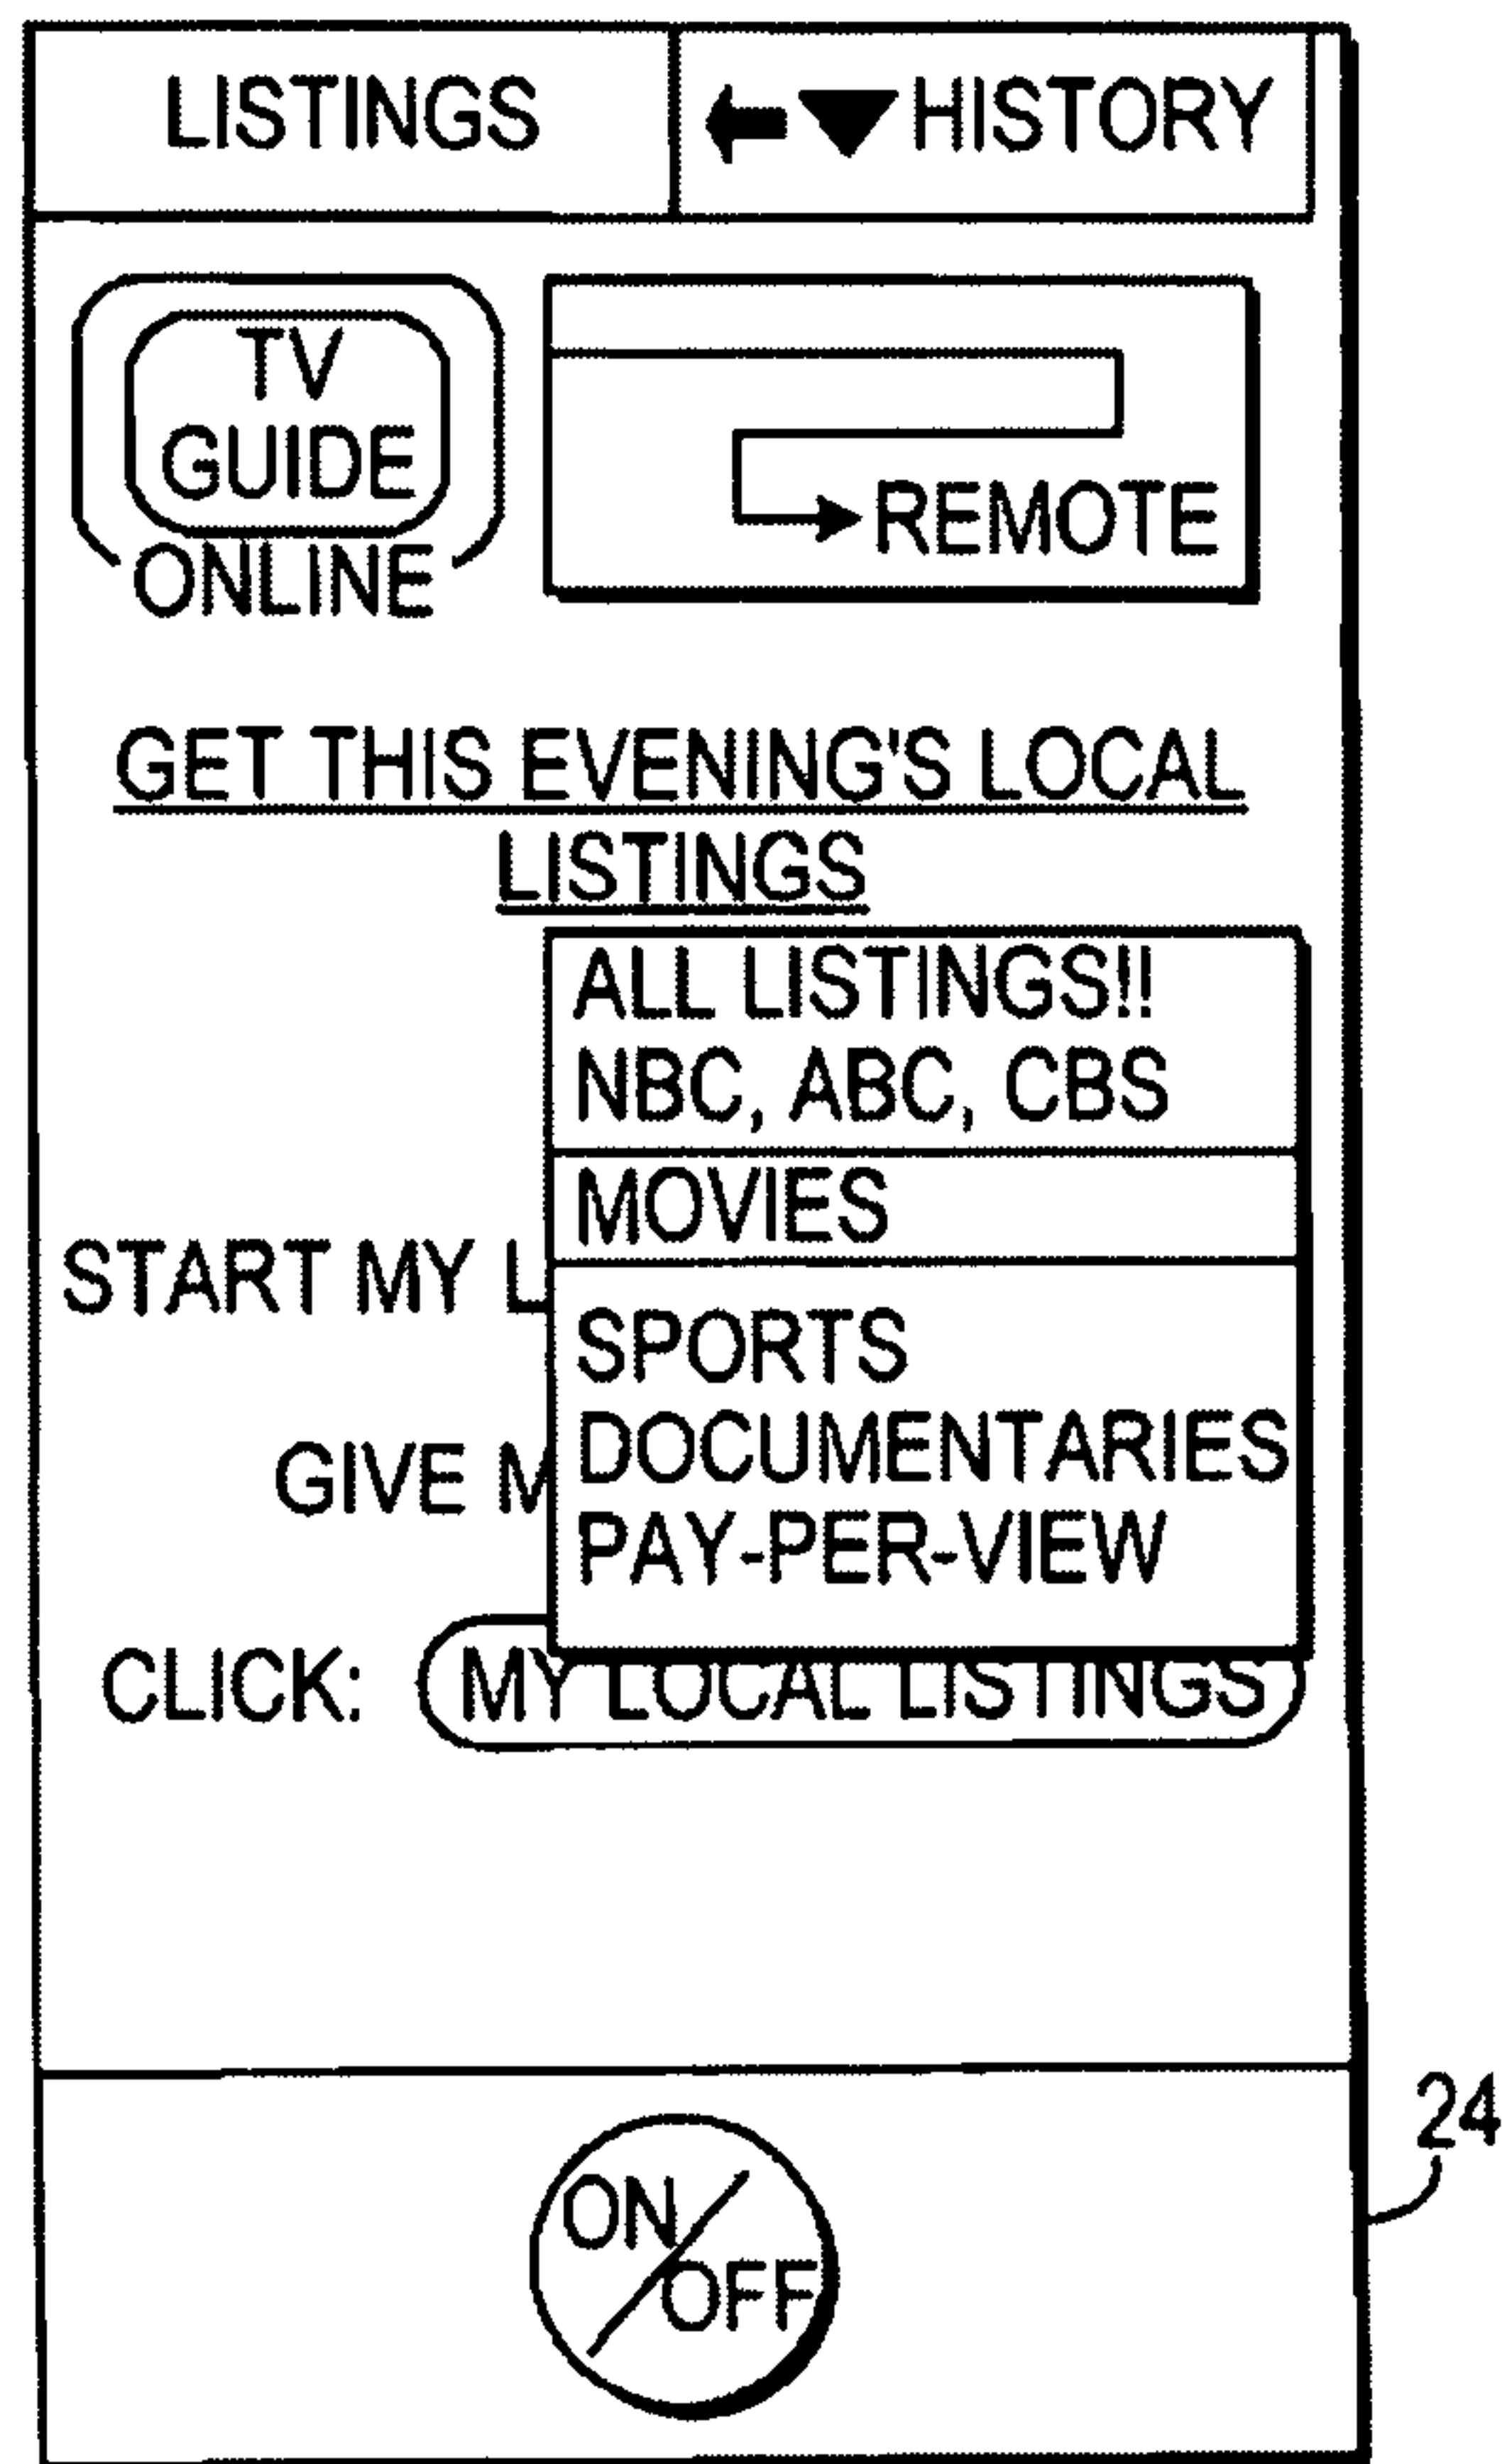 LISTINGS
HISTORY
TV
GUIDE
ONLINE
REMOTE
GET THIS EVENING'S LOCAL
LISTINGS
ALL LISTINGS!!
NBC, ABC, CBS
MOVIES
START MY L
SPORTS
DOCUMENTARIES
GIVE M
PAY-PER-VIEW
CLICK: MY LOCAL LISTINGS
24
ON
OFF